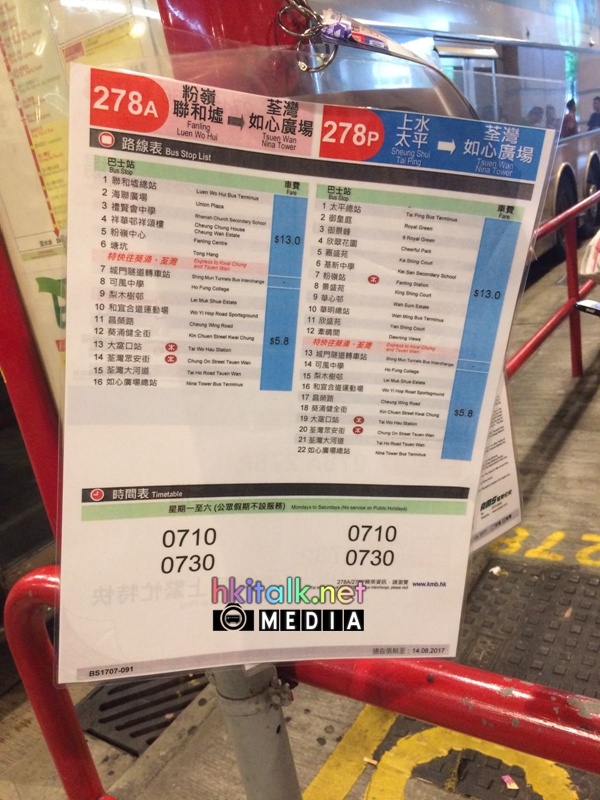 278A
粉嶺
聯和墟
Fanling
Luen Wo Hui
荃灣
如心廣場
Tsuen Wan
Nina Tower
278P
上水
太平
Sheung Shui
Tai Ping
荃灣
如心廣場
Tsuen Wan
Nina Tower
路線表 Bus Stop List
巴士站
Bus Stop
車費
Fare
1 聯和墟總站 Luen Wo Hui Bus Terminus
2 海聯廣場 Union Plaza
3 禮賢會中學 Rhenish Church Secondary School
4 祥華邨祥頌樓 Cheung Chung House Cheung Wah Estate
5 粉嶺中心 Fanling Centre
6 塘坑 Tong Hang
$13.0
特快往葵涌、荃灣 Express to Kwai Chung and Tsuen Wan
7 城門隧道轉車站 Shing Mun Tunnels Bus Interchange
8 可風中學 Ho Fung College
9 梨木樹邨 Lei Muk Shue Estate
10 和宜合道運動場 Wo Yi Hop Road Sportsground
11 昌榮路 Cheung Wing Road
12 葵涌健全街 Kin Chuen Street Kwai Chung
13 大窩口站 Tai Wo Hau Station
14 荃灣眾安街 Chung On Street Tsuen Wan
15 荃灣大河道 Tai Ho Road Tsuen Wan
16 如心廣場總站 Nina Tower Bus Terminus
$5.8
巴士站
Bus Stop
車費
Fare
1 太平總站 Tai Ping Bus Terminus
2 御皇庭 Royal Green
3 御景峰 8 Royal Green
4 欣翠花園 Cheerful Park
5 嘉盛苑 Ka Shing Court
6 基新中學 Kei San Secondary School
7 粉嶺站 Fanling Station
8 景盛苑 King Shing Court
9 華心邨 Wah Sum Estate
10 華明總站 Wah Ming Bus Terminus
11 欣盛苑 Yan Shing Court
12 牽晴間 Dawning Views
$13.0
特快往葵涌、荃灣 Express to Kwai Chung and Tsuen Wan
13 城門隧道轉車站 Shing Mun Tunnels Bus Interchange
14 可風中學 Ho Fung College
15 梨木樹邨 Lei Muk Shue Estate
16 和宜合道運動場 Wo Yi Hop Road Sportsground
17 昌榮路 Cheung Wing Road
18 葵涌健全街 Kin Chuen Street Kwai Chung
19 大窩口站 Tai Wo Hau Station
20 荃灣眾安街 Chung On Street Tsuen Wan
21 荃灣大河道 Tai Ho Road Tsuen Wan
22 如心廣場總站 Nina Tower Bus Terminus
$5.8
時間表 Timetable
星期一至六 (公眾假期不設服務) Mondays to Saturdays (No service on Public Holidays)
0710
0730
0710
0730
www.kmb.hk
hkitalk.net
MEDIA
BS1707-091
14.08.2017